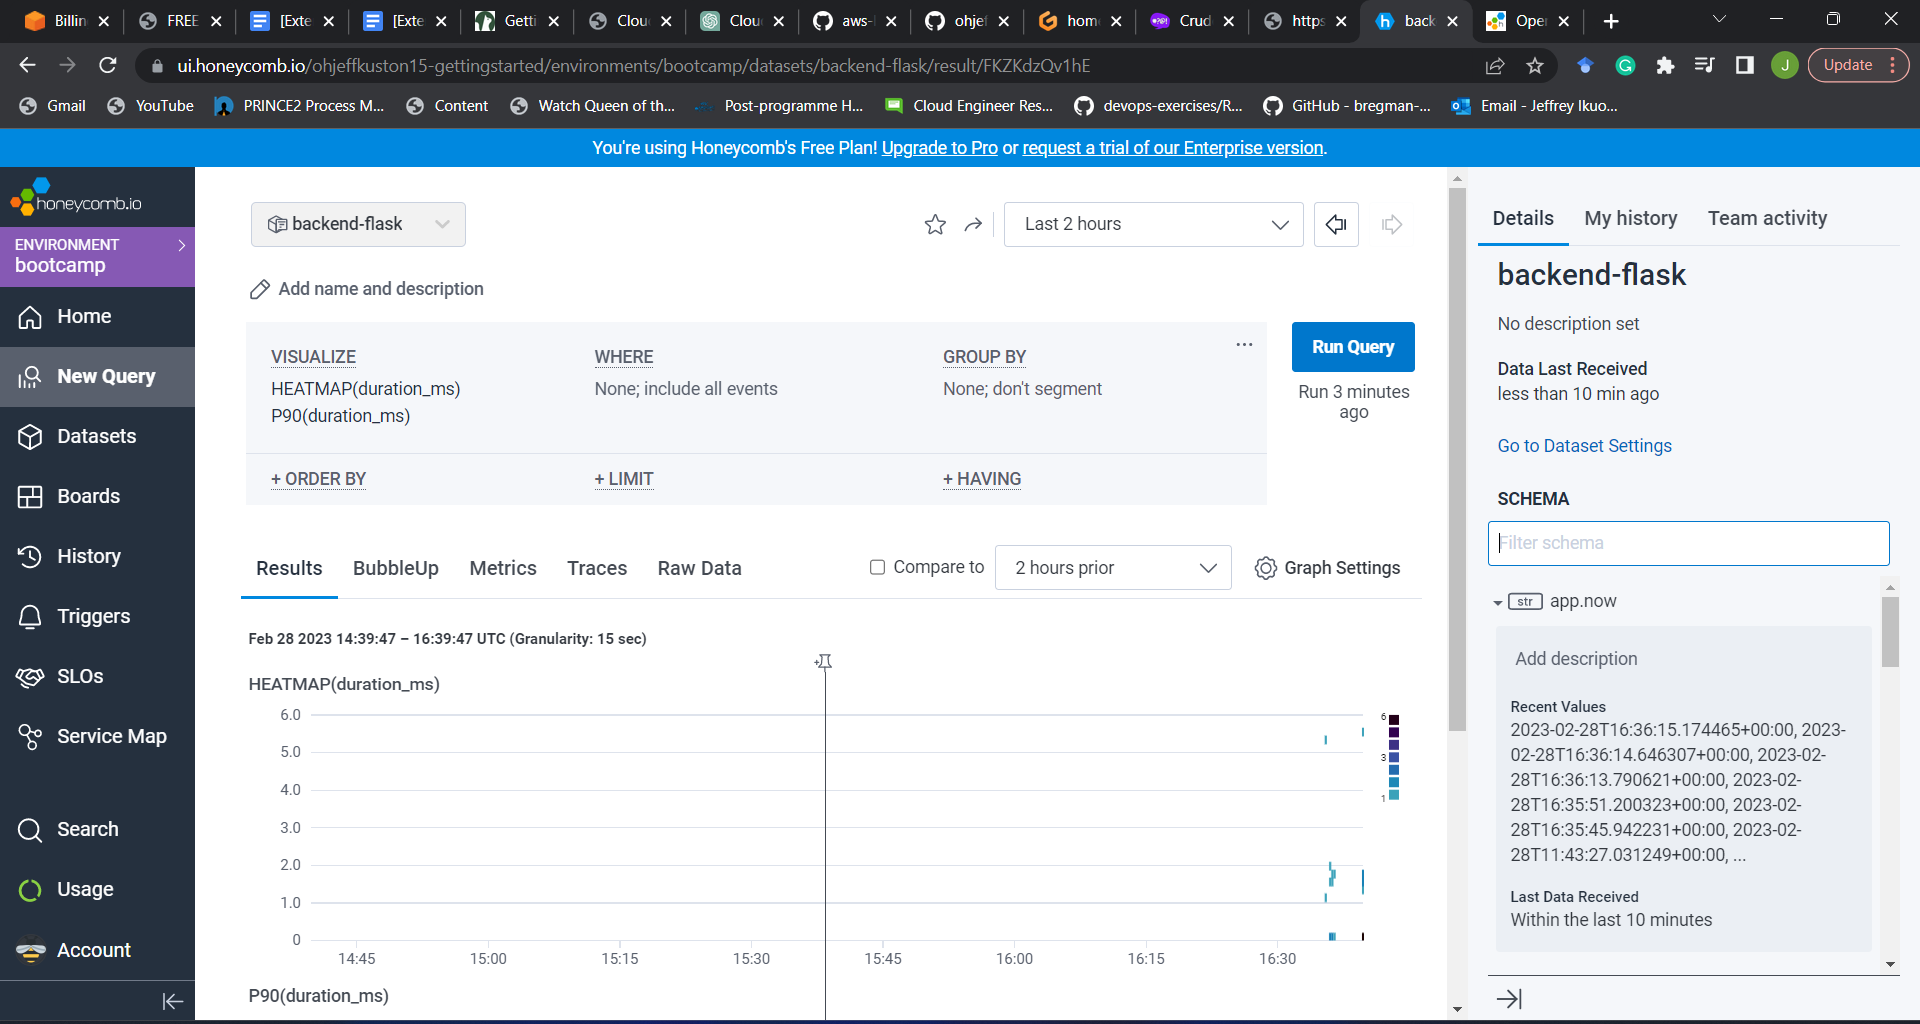 Billin
FREE
[Exte
[Exte
Getti
Clou
Clou
aws-
ohjef
hom
Crud
https
back
Oper
ui.honeycomb.io/ohjeffkuston15-gettingstarted/environments/bootcamp/datasets/backend-flask/result/FKZKdzQv1hE
J
Update
Gmail
YouTube
PRINCE2 Process M...
Content
Watch Queen of th...
Post-programme H...
Cloud Engineer Res...
devops-exercises/R...
GitHub - bregman-...
Email - Jeffrey Ikuo...
You're using Honeycomb's Free Plan! Upgrade to Pro or request a trial of our Enterprise version.
honeycomb.io
ENVIRONMENT
bootcamp
Home
New Query
Datasets
Boards
History
Triggers
SLOs
Service Map
Search
Usage
Account
backend-flask
Last 2 hours
Add name and description
VISUALIZE
HEATMAP(duration_ms)
P90(duration_ms)
WHERE
None; include all events
GROUP BY
None; don't segment
...
Run Query
Run 3 minutes
ago
+ ORDER BY
+ LIMIT
+ HAVING
Results
BubbleUp
Metrics
Traces
Raw Data
Compare to
2 hours prior
Graph Settings
Feb 28 2023 14:39:47 – 16:39:47 UTC (Granularity: 15 sec)
HEATMAP(duration_ms)
6.0
5.0
4.0
3.0
2.0
1.0
0
14:45
15:00
15:15
15:30
15:45
16:00
16:15
16:30
6
3
1
P90(duration_ms)
Details
My history
Team activity
backend-flask
No description set
Data Last Received
less than 10 min ago
Go to Dataset Settings
SCHEMA
Filter schema
str app.now
Add description
Recent Values
2023-02-28T16:36:15.174465+00:00, 2023-
02-28T16:36:14.646307+00:00, 2023-02-
28T16:36:13.790621+00:00, 2023-02-
28T16:35:51.200323+00:00, 2023-02-
28T16:35:45.942231+00:00, 2023-02-
28T11:43:27.031249+00:00, ...
Last Data Received
Within the last 10 minutes